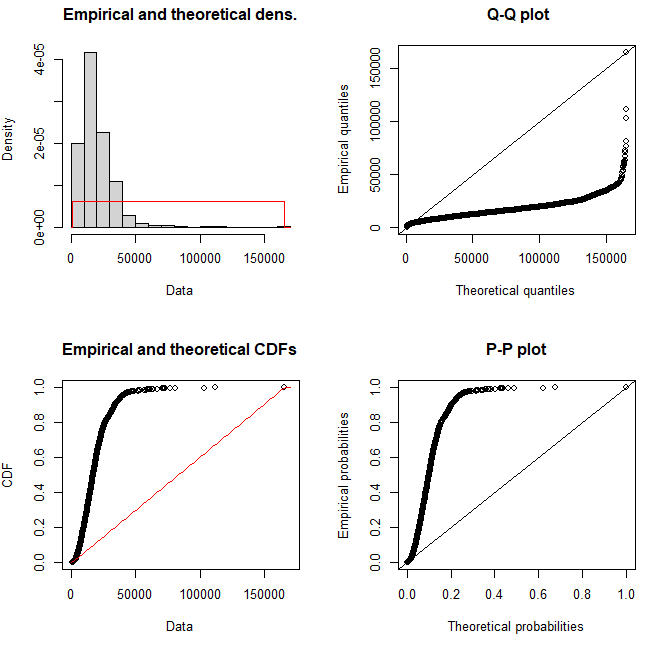 Empirical and theoretical dens.
Density
0e+00
2e-05
4e-05
0
50000
100000
150000
Data
Q-Q plot
Empirical quantiles
0
50000
100000
150000
0
50000
100000
150000
Theoretical quantiles
Empirical and theoretical CDFs
CDF
0.0
0.2
0.4
0.6
0.8
1.0
0
50000
100000
150000
Data
P-P plot
Empirical probabilities
0.0
0.2
0.4
0.6
0.8
1.0
0.0
0.2
0.4
0.6
0.8
1.0
Theoretical probabilities